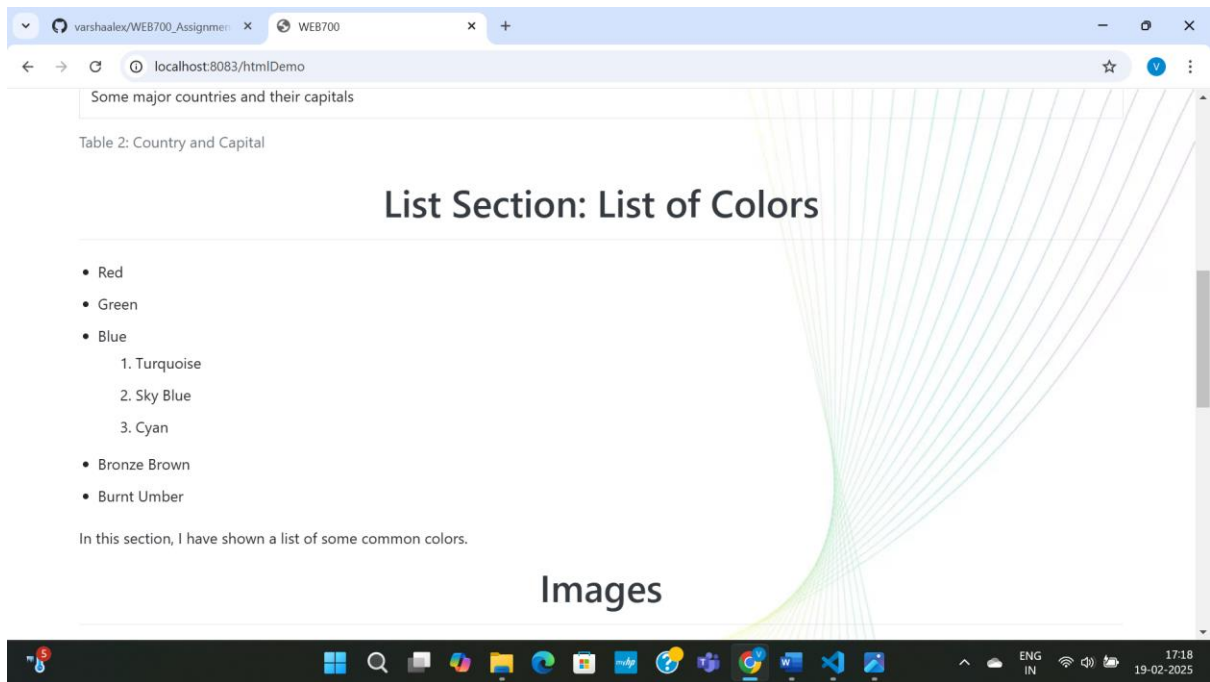 varshaalex/WEB700_Assignmen
WEB700
localhost:8083/htmlDemo
V
Some major countries and their capitals
Table 2: Country and Capital
List Section: List of Colors
• Red
• Green
• Blue
1. Turquoise
2. Sky Blue
3. Cyan
• Bronze Brown
• Burnt Umber
In this section, I have shown a list of some common colors.
Images
5
myhp
V
ENG
IN
17:18
19-02-2025